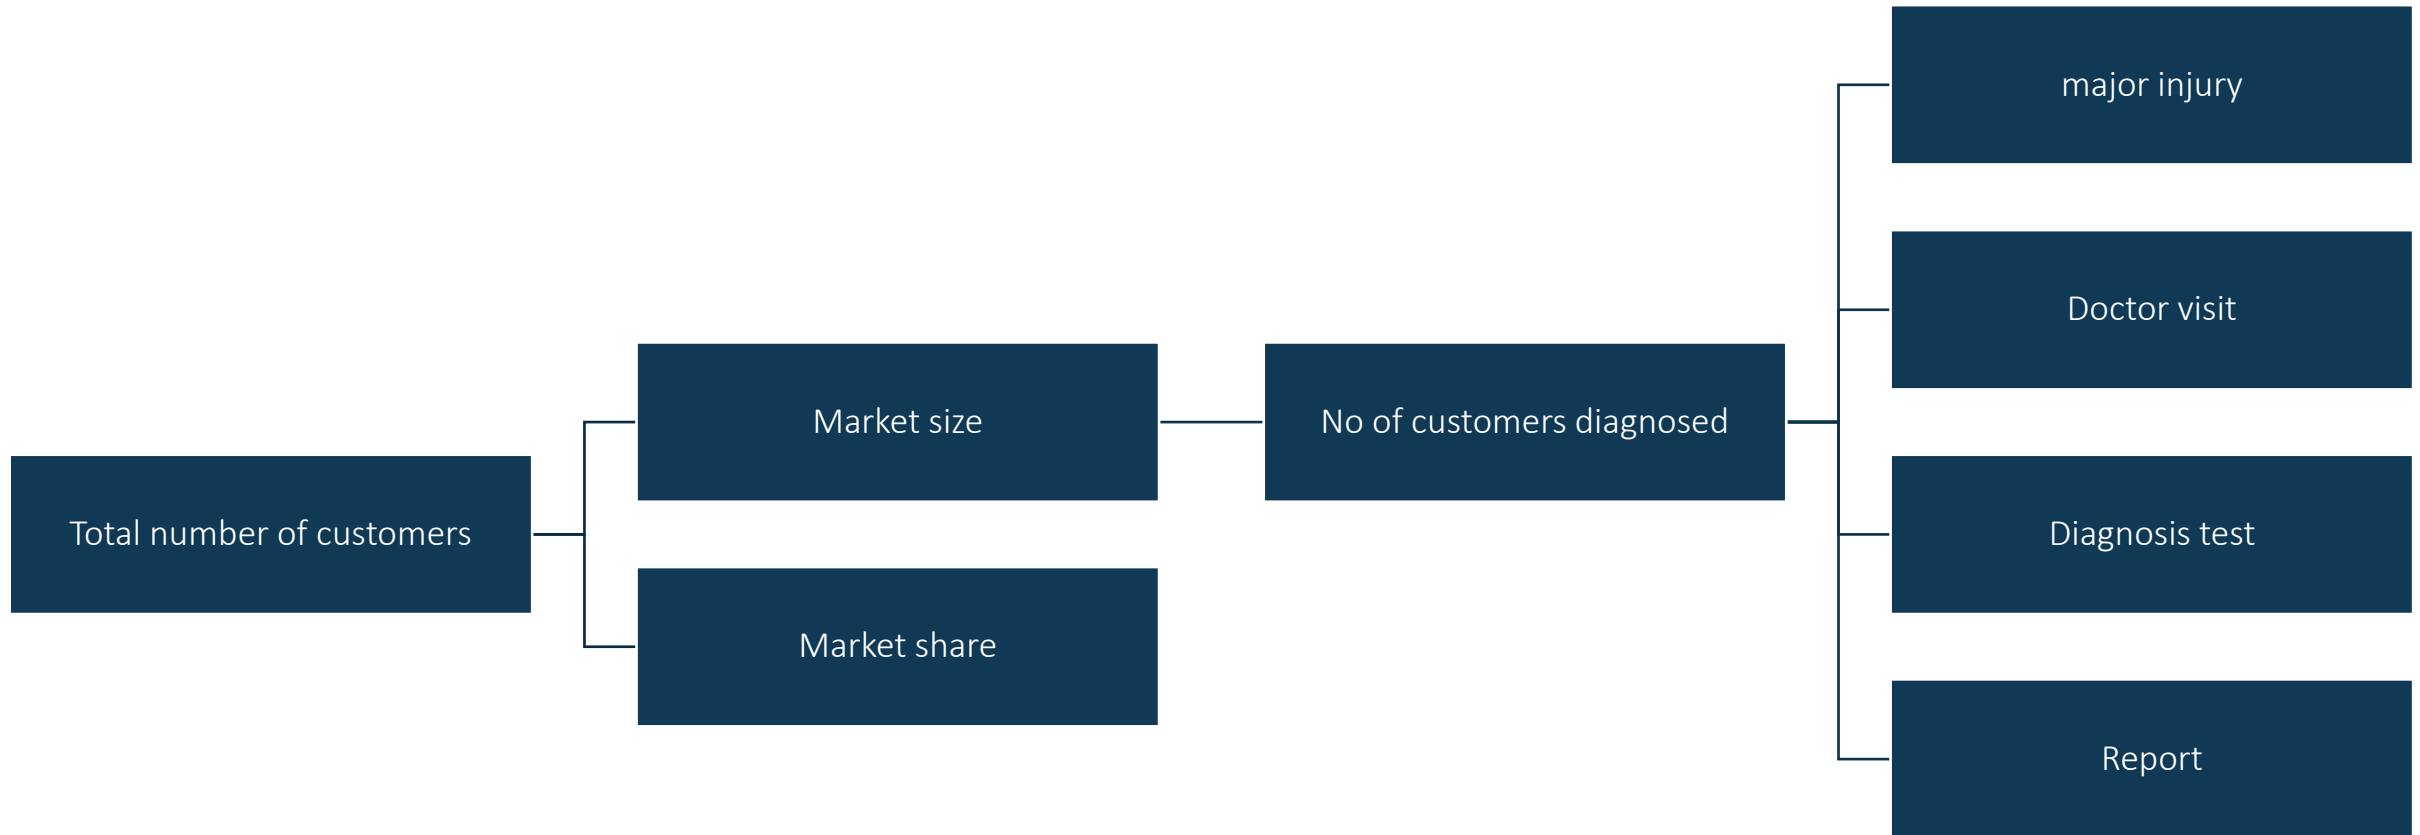 major injury
Doctor visit
Market size
No of customers diagnosed
Total number of customers
Diagnosis test
Market share
Report